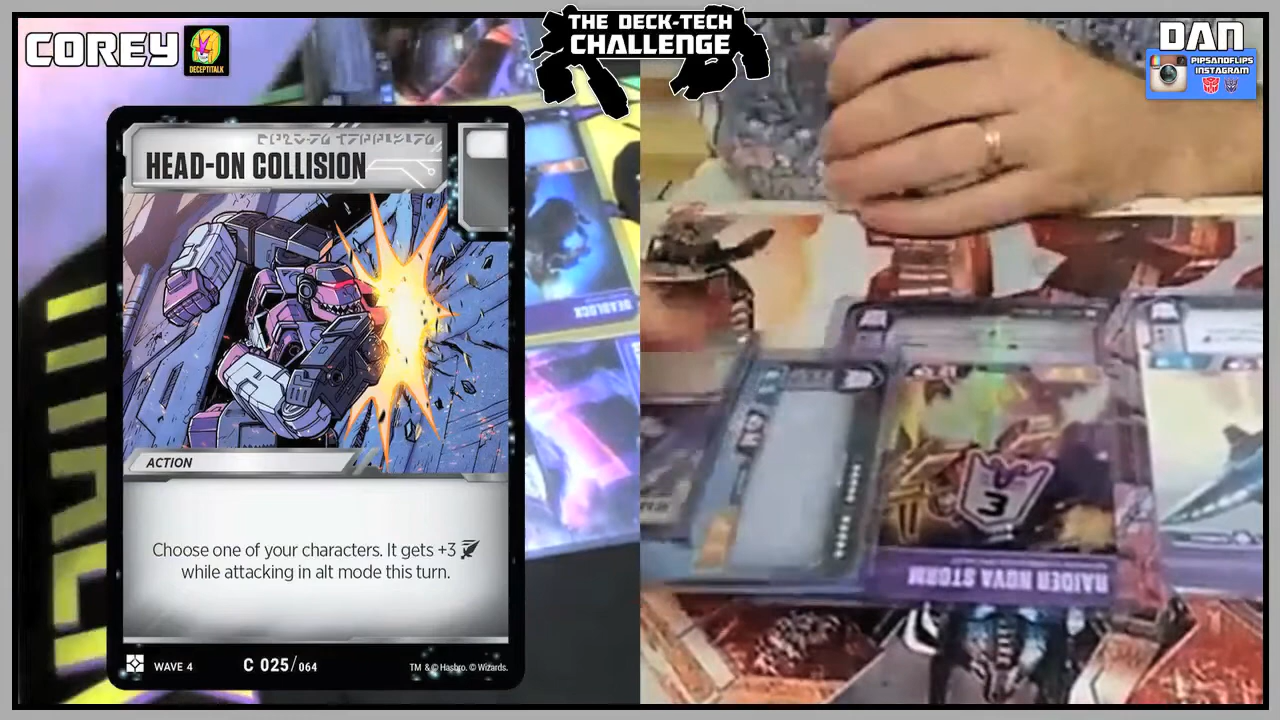 COREY
DECEPTITALK
THE DECK-TECH
CHALLENGE
DAN
PIPSANDFLIPS
INSTAGRAM
HEAD-ON COLLISION
ACTION
Choose one of your characters. It gets +3
while attacking in alt mode this turn.
WAVE 4
C 025/064
TM & © Hasbro. © Wizards.
DEADLOCK
3
RAIDER NOVA STORM